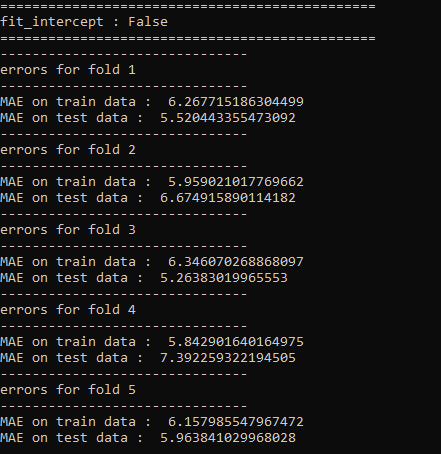 ===============================================
fit_intercept : False
===============================================
-------------------------------
errors for fold 1
-------------------------------
MAE on train data :  6.267715186304499
MAE on test data :  5.520443355473092
-------------------------------
errors for fold 2
-------------------------------
MAE on train data :  5.959021017769662
MAE on test data :  6.674915890114182
-------------------------------
errors for fold 3
-------------------------------
MAE on train data :  6.346070268868097
MAE on test data :  5.26383019965553
-------------------------------
errors for fold 4
-------------------------------
MAE on train data :  5.842901640164975
MAE on test data :  7.392259322194505
-------------------------------
errors for fold 5
-------------------------------
MAE on train data :  6.157985547967472
MAE on test data :  5.963841029968028